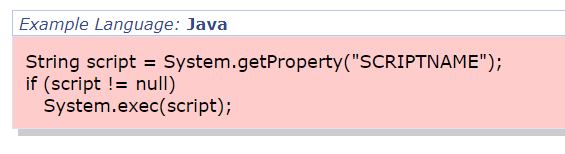 Example Language: Java
String script = System.getProperty("SCRIPTNAME");
if (script != null)
System.exec(script);